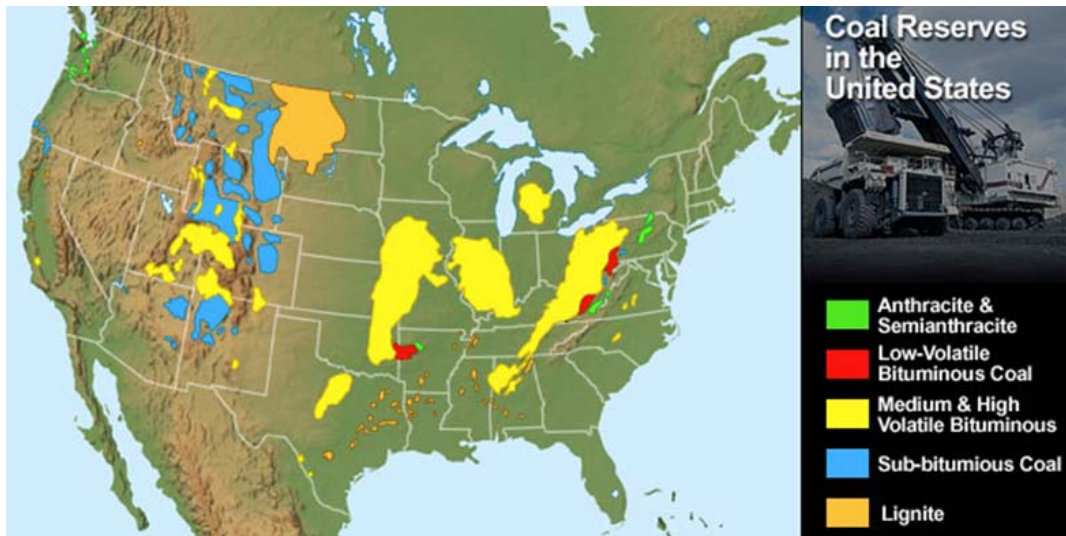 Coal Reserves
in the
United States
Anthracite &
Semianthracite
Low-Volatile
Bituminous Coal
Medium & High
Volatile Bituminous
Sub-bitumious Coal
Lignite